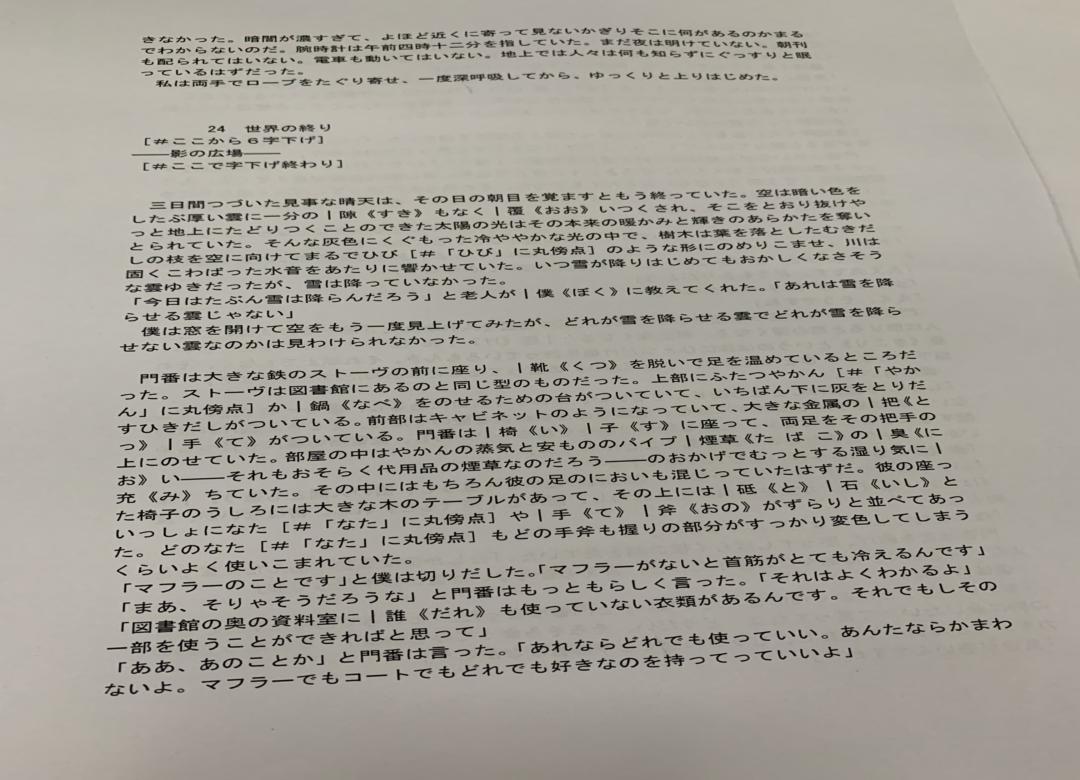 きなかった。暗闇が濃すぎて、よほど近くに寄って見ないかぎりそこに何があるのかまる
でわからないのだ。腕時計は午前四時十二分を指していた。まだ夜は明けていない。朝刊
も配られてはいない。電車も動いてはいない。地上では人々は何も知らずにぐっすりと眠
っているはずだった。
私は両手でロープをたぐり寄せ、一度深呼吸してから、ゆっくりと上りはじめた。
24 世界の終り
[#ここから6字下げ]
――影の広場――
[#ここで字下げ終わり]
三日間つづいた見事な晴天は、その日の朝目を覚ますともう終っていた。空は暗い色を
したぶ厚い雲に一分の|隙《すき》もなく|覆《おお》いつくされ、そこをとおり抜けや
っと地上にたどりつくことのできた太陽の光はその本来の暖かみと輝きのあらかたを奪い
とられていた。そんな灰色にくぐもった冷ややかな光の中で、樹木は葉を落としたむきだ
しの枝を空に向けてまるでひび[#「ひび」に丸傍点]のような形にのめりこませ、川は
固くこわばった水音をあたりに響かせていた。いつ雪が降りはじめてもおかしくなさそう
な雲ゆきだったが、雪は降っていなかった。
「今日はたぶん雪は降らんだろう」と老人が|僕《ぼく》に教えてくれた。「あれは雪を降
らせる雲じゃない」
僕は窓を開けて空をもう一度見上げてみたが、どれが雪を降らせる雲でどれが雪を降ら
せない雲なのかは見わけられなかった。
門番は大きな鉄のストーヴの前に座り、|靴《くつ》を脱いで足を温めているところだ
った。ストーヴは図書館にあるのと同じ型のものだった。上部にふたつやかん[#「やか
ん」に丸傍点]か|鍋《なべ》をのせるための台がついていて、いちばん下に灰をとりだ
すひきだしがついている。前部はキャビネットのようになっていて、大きな金属の|把《と
っ》|手《て》がついている。門番は|椅《い》|子《す》に座って、両足をその把手の
上にのせていた。部屋の中はやかんの蒸気と安もののパイプ|煙草《た ば こ》の|臭《に
お》い――それもおそらく代用品の煙草なのだろう――のおかげでむっとする湿り気に|
充《み》ちていた。その中にはもちろん彼の足のにおいも混じっていたはずだ。彼の座っ
た椅子のうしろには大きな木のテーブルがあって、その上には|砥《と》|石《いし》と
いっしょになた[#「なた」に丸傍点]や|手《て》|斧《おの》がずらりと並べてあっ
た。どのなた[#「なた」に丸傍点]もどの手斧も握りの部分がすっかり変色してしまう
くらいよく使いこまれていた。
「マフラーのことです」と僕は切りだした。「マフラーがないと首筋がとても冷えるんです」
「まあ、そりゃそうだろうな」と門番はもっともらしく言った。「それはよくわかるよ」
「図書館の奥の資料室に|誰《だれ》も使っていない衣類があるんです。それでもしその
一部を使うことができればと思って」
「ああ、あのことか」と門番は言った。「あれならどれでも使っていい。あんたならかまわ
ないよ。マフラーでもコートでもどれでも好きなのを持ってっていいよ」